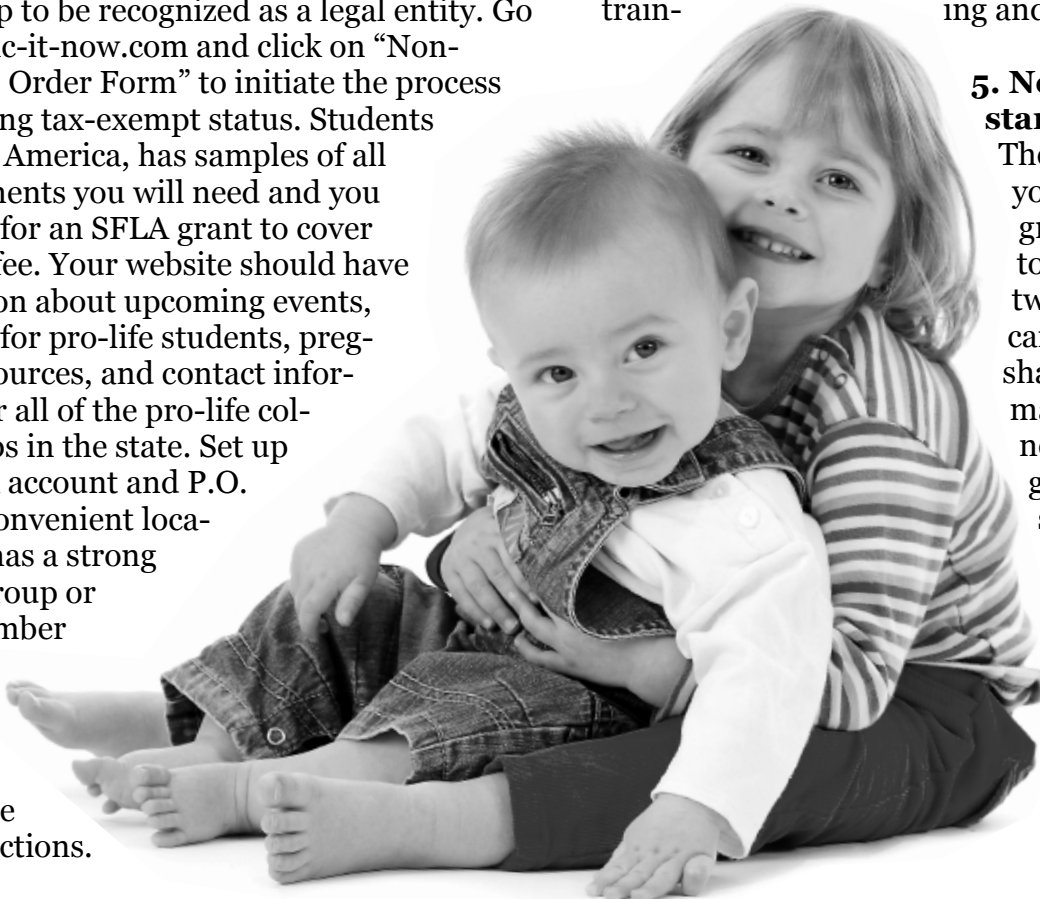 p to be recognized as a legal entity. Go
c-it-now.com and click on “Non-
Order Form” to initiate the process
ng tax-exempt status. Students
America, has samples of all
ments you will need and you
for an SFLA grant to cover
fee. Your website should have
on about upcoming events,
for pro-life students, preg-
ources, and contact infor-
r all of the pro-life col-
ps in the state. Set up
account and P.O.
onvenient loca-
has a strong
roup or
mber
e
ctions.
train-
ing and
5. No
star
The
yo
gr
to
tw
car
sha
ma
ne
g
s